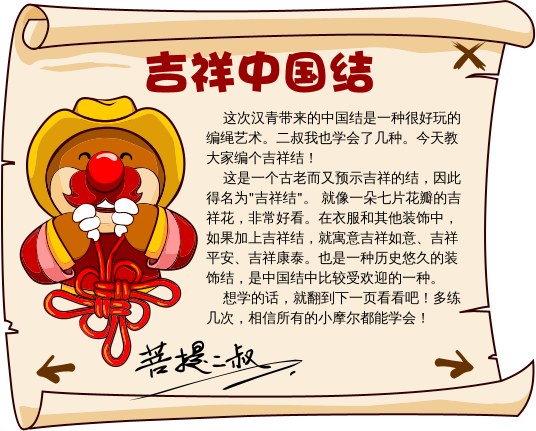 吉祥中国结
这次汉青带来的中国结是一种很好玩的
编绳艺术。二叔我也学会了几种。今天教
大家编个吉祥结！
这是一个古老而又预示吉祥的结，因此
得名为"吉祥结"。 就像一朵七片花瓣的吉
祥花，非常好看。在衣服和其他装饰中，
如果加上吉祥结，就寓意吉祥如意、吉祥
平安、吉祥康泰。也是一种历史悠久的装
饰结，是中国结中比较受欢迎的一种。
想学的话，就翻到下一页看看吧！多练
几次，相信所有的小摩尔都能学会！
菩提二叔